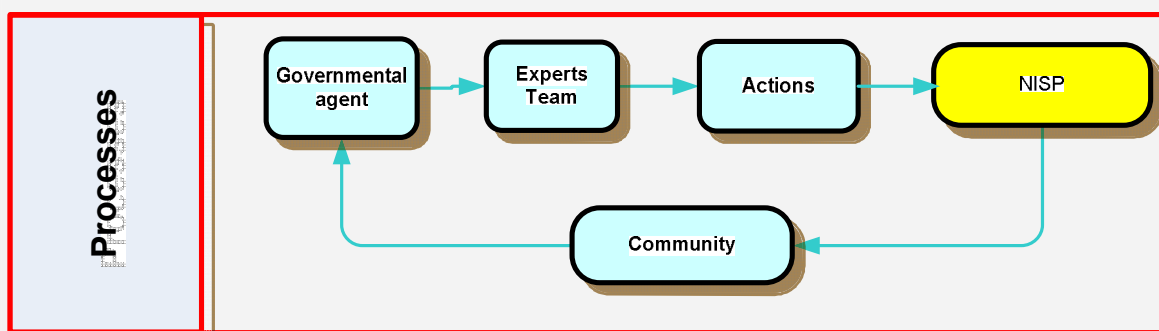 Processes
Governmental
agent
Experts
Team
Actions
NISP
Community